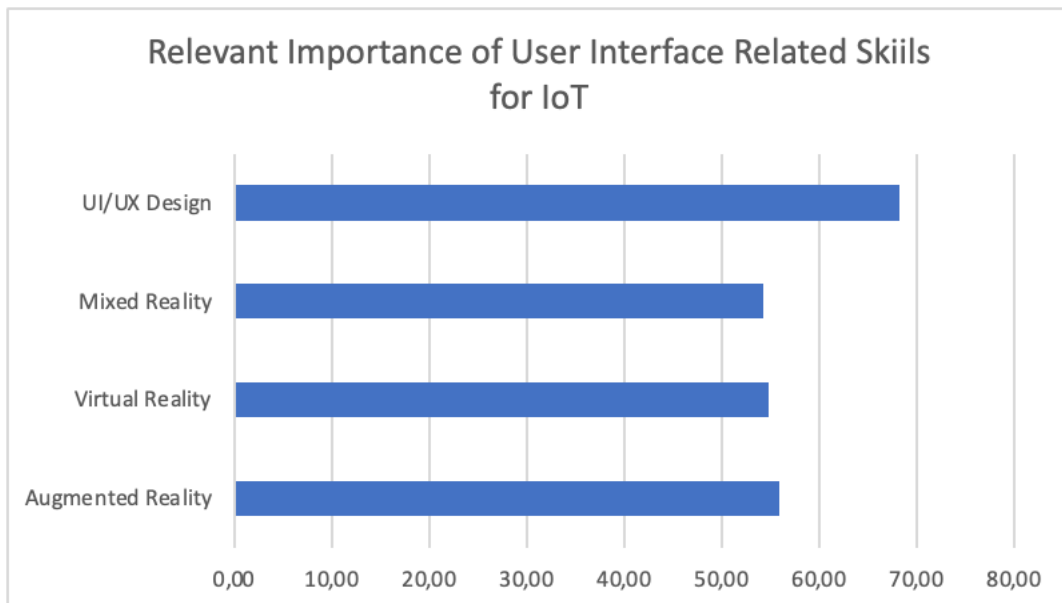 Relevant Importance of User Interface Related Skiils
for IoT
UI/UX Design
Mixed Reality
Virtual Reality
Augmented Reality
0,00 10,00 20,00 30,00 40,00 50,00 60,00 70,00 80,00